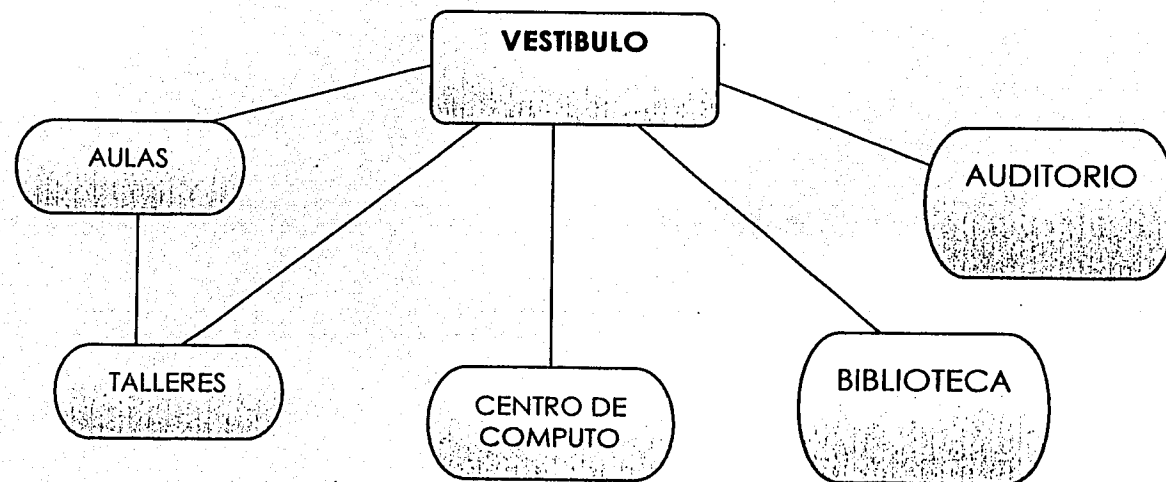 VESTIBULO
AULAS
AUDITORIO
TALLERES
CENTRO DE
COMPUTO
BIBLIOTECA